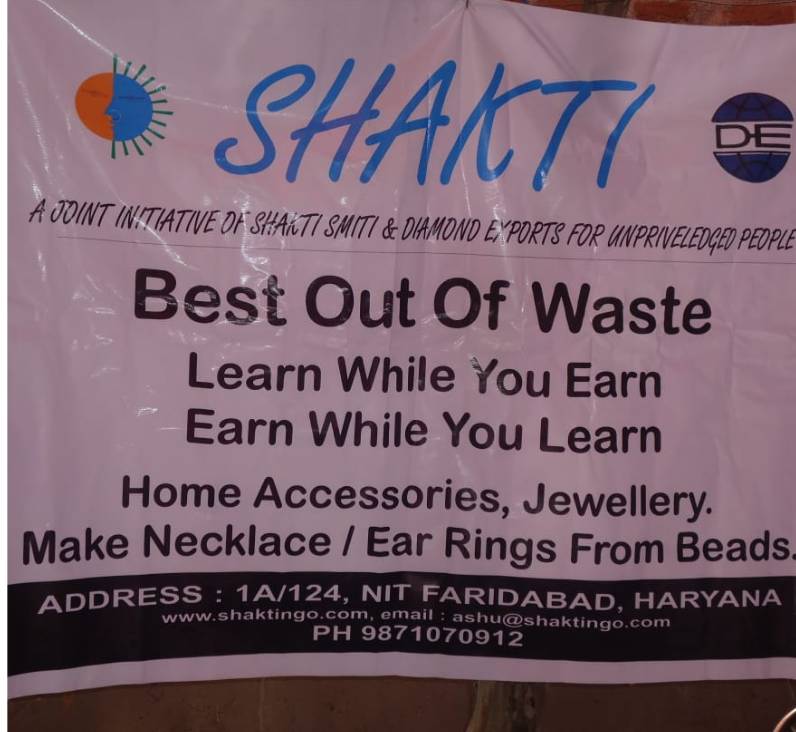 SHAKTI
DE
A JOINT INITIATIVE OF SHAKTI SMITI & DIAMOND EXPORTS FOR UNPRIVELEDGED PEOPLE
Best Out Of Waste
Learn While You Earn
Earn While You Learn
Home Accessories, Jewellery.
Make Necklace / Ear Rings From Beads.
ADDRESS : 1A/124, NIT FARIDABAD, HARYANA
www.shaktingo.com, email : ashu@shaktingo.com
PH 9871070912